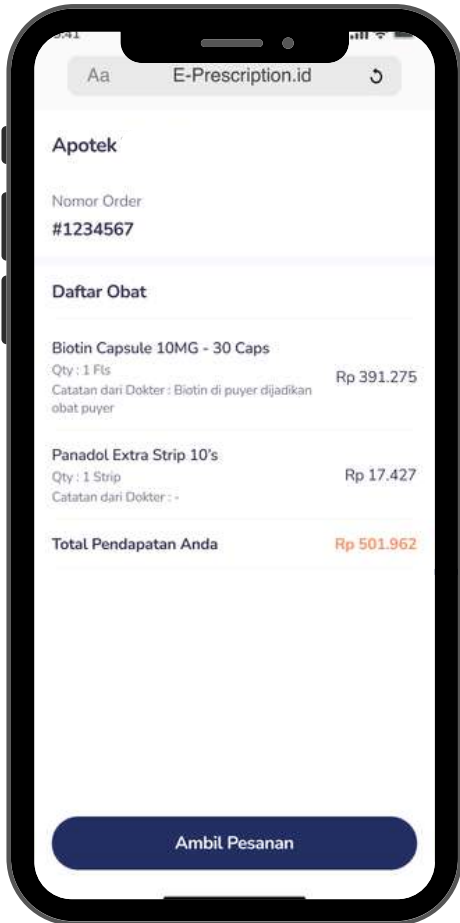 9:41
Aa E-Prescription.id
Apotek
Nomor Order
#1234567
Daftar Obat
Biotin Capsule 10MG - 30 Caps
Qty : 1 Fls
Rp 391.275
Catatan dari Dokter : Biotin di puyer dijadikan
obat puyer
Panadol Extra Strip 10's
Qty : 1 Strip
Rp 17.427
Catatan dari Dokter : -
Total Pendapatan Anda Rp 501.962
Ambil Pesanan